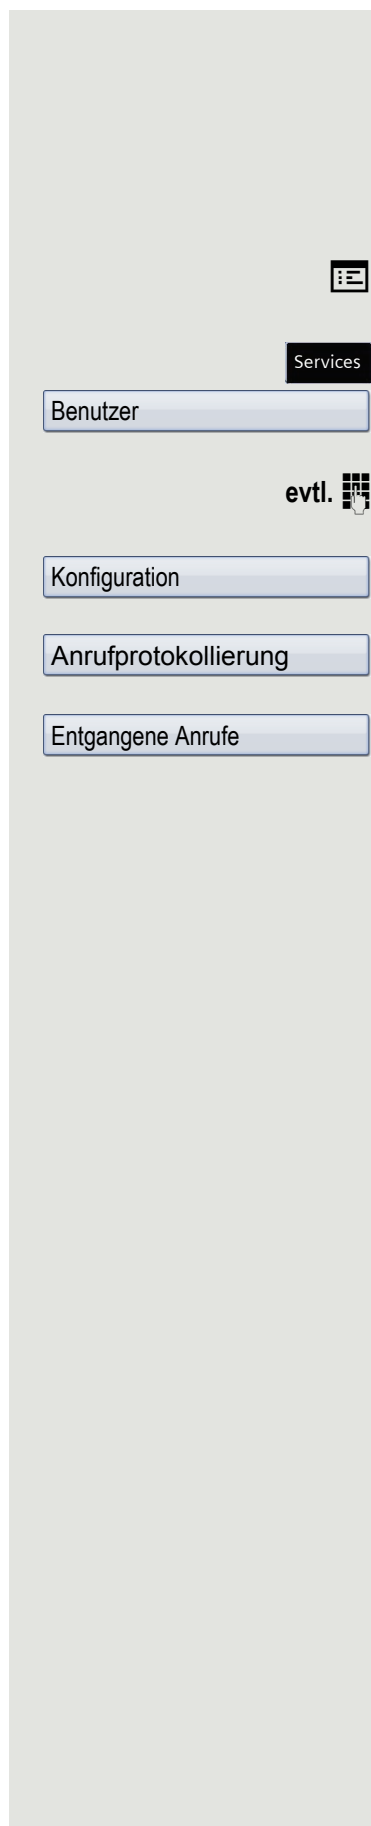 Services
Benutzer
evtl.
Konfiguration
Anrufprotokollierung
Entgangene Anrufe